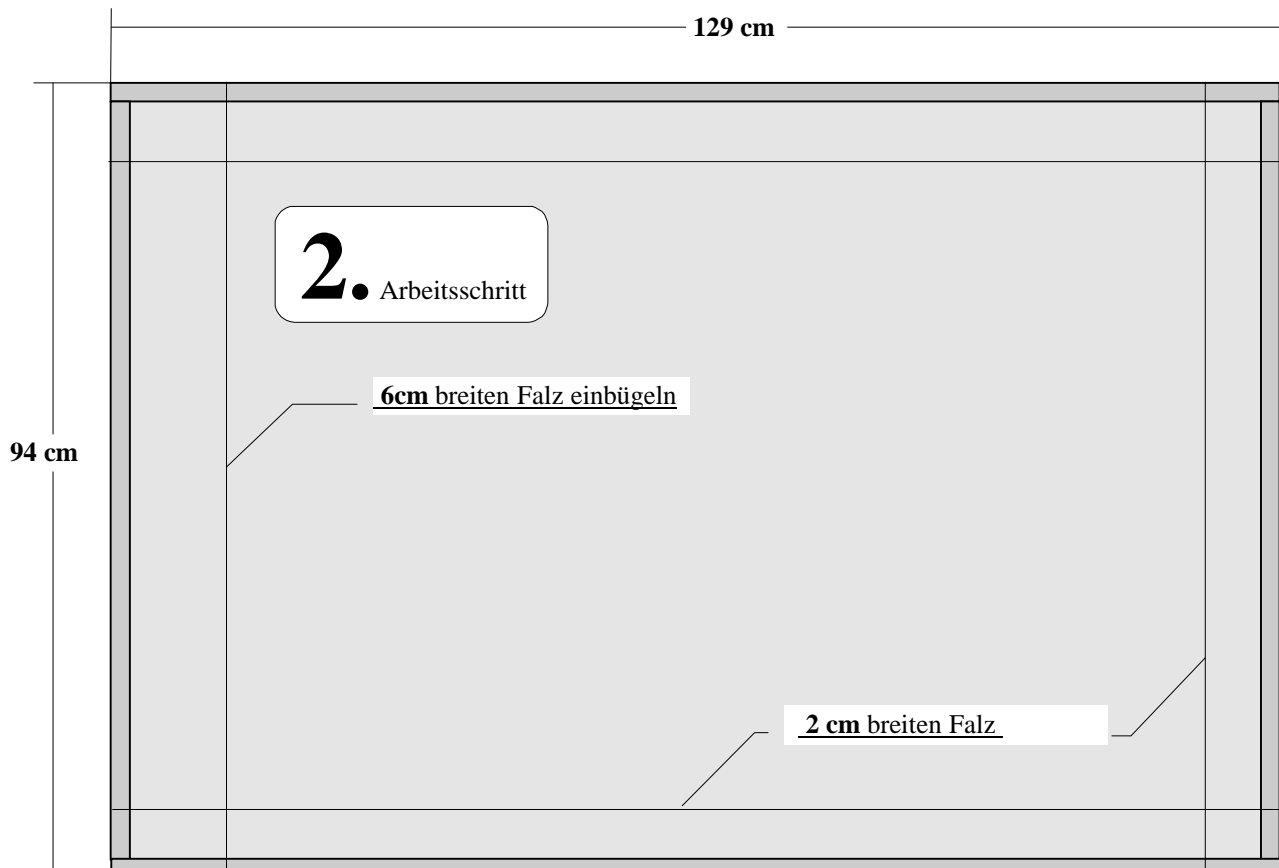 129 cm
2. Arbeitsschritt
6cm breiten Falz einbügeln
94 cm
2 cm breiten Falz